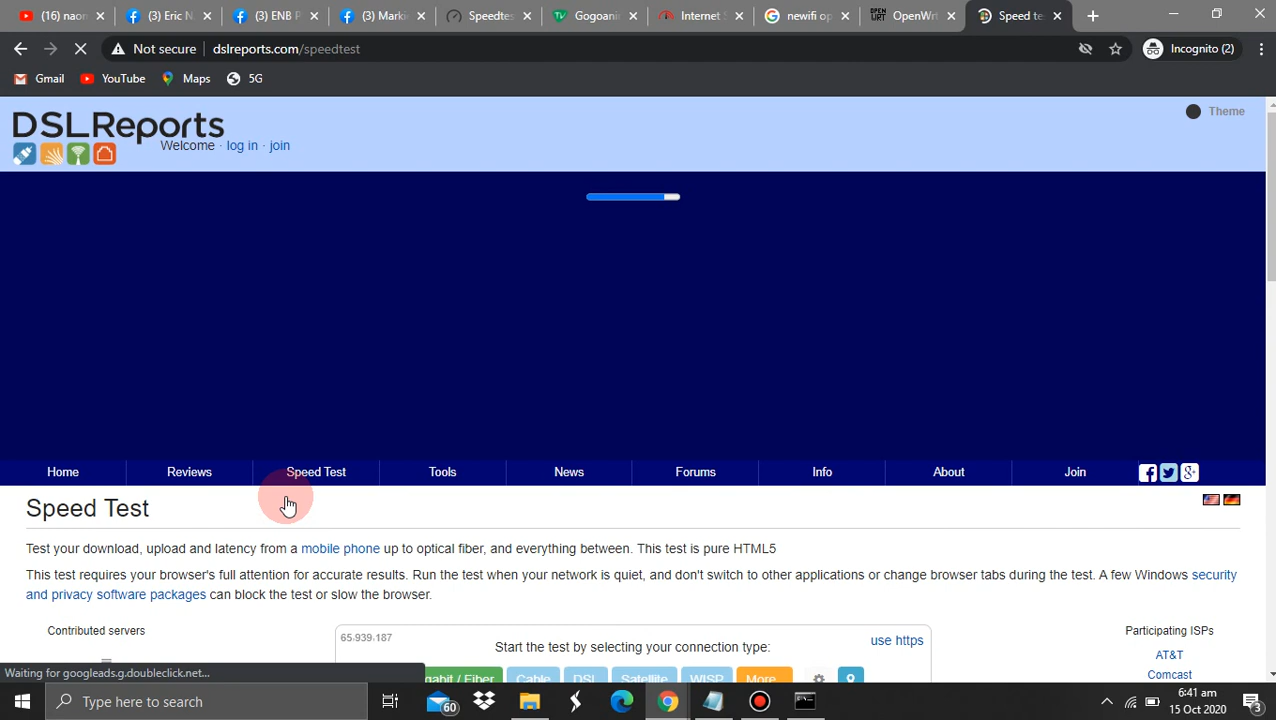 (16) naon
(3) Eric N
(3) ENB P
(3) Marki
Speedtes
Gogoani
Internet S
newifi op
OPEN WRT OpenWrt
Speed te
Not secure
dslreports.com/speedtest
Incognito (2)
Gmail
YouTube
Maps
5G
DSLReports
Welcome · log in · join
Theme
Home
Reviews
Speed Test
Tools
News
Forums
Info
About
Join
Speed Test
Test your download, upload and latency from a mobile phone up to optical fiber, and everything between. This test is pure HTML5
This test requires your browser's full attention for accurate results. Run the test when your network is quiet, and don't switch to other applications or change browser tabs during the test. A few Windows security
and privacy software packages can block the test or slow the browser.
Contributed servers
65,939,187
Start the test by selecting your connection type:
use https
Participating ISPs
AT&T
Comcast
gabit / Fiber
Cable
DSL
Satellite
WISP
More
Waiting for googleads.g.doubleclick.net...
Type here to search
60
6:41 am
15 Oct 2020
3